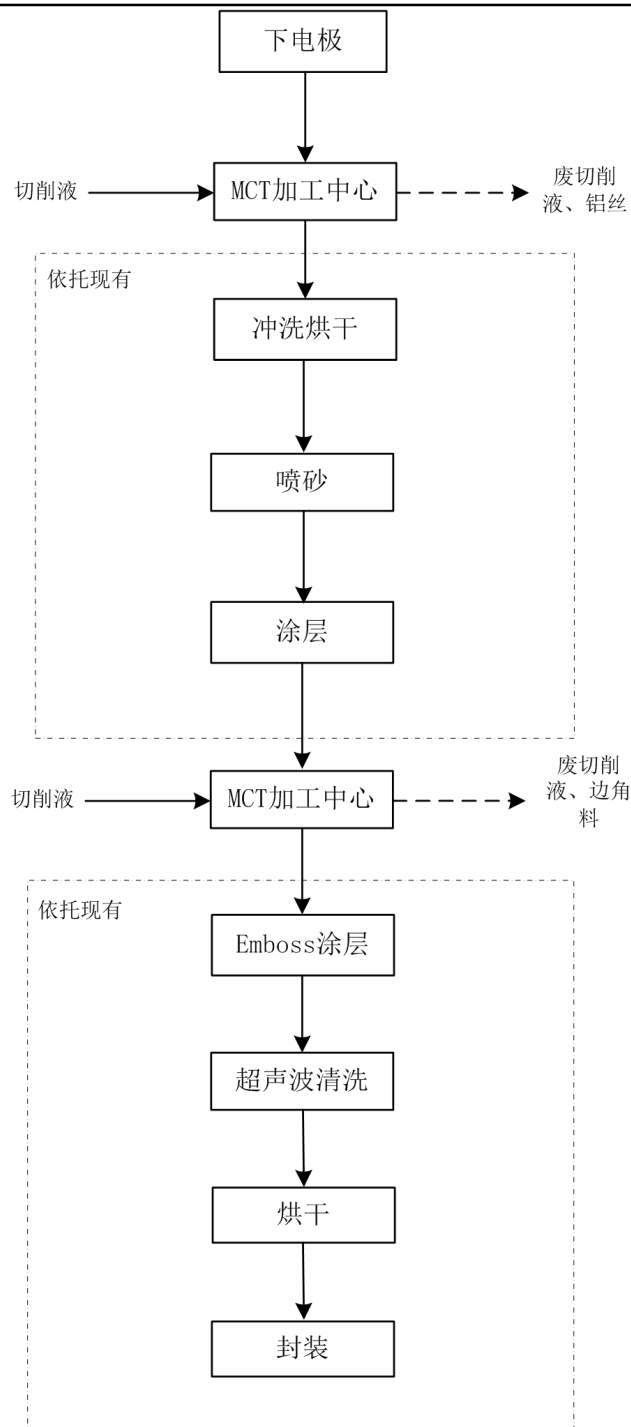 下电极
切削液
MCT加工中心
废切削
液、铝丝
依托现有
冲洗烘干
喷砂
涂层
切削液
MCT加工中心
废切削
液、边角
料
依托现有
Emboss涂层
超声波清洗
烘干
封装